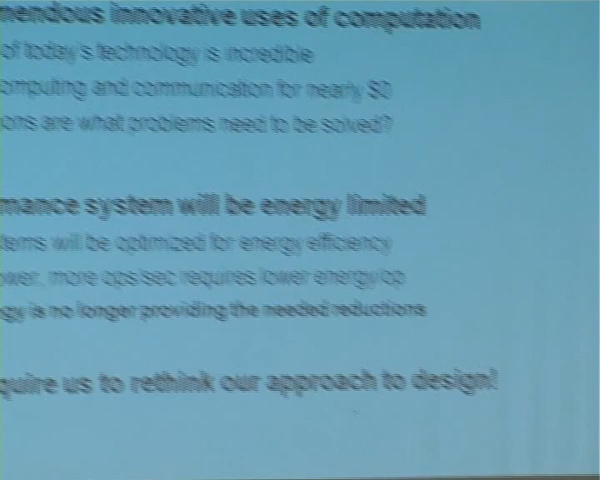 mendous innovative uses of computation
of today's technology is incredible
omputing and communication for nearly $0
ons are what problems need to be solved?
mance system will be energy limited
tems will be optimized for energy efficiency
ower, more ops/sec requires lower energy/op
gy is no longer providing the needed reductions
quire us to rethink our approach to design!